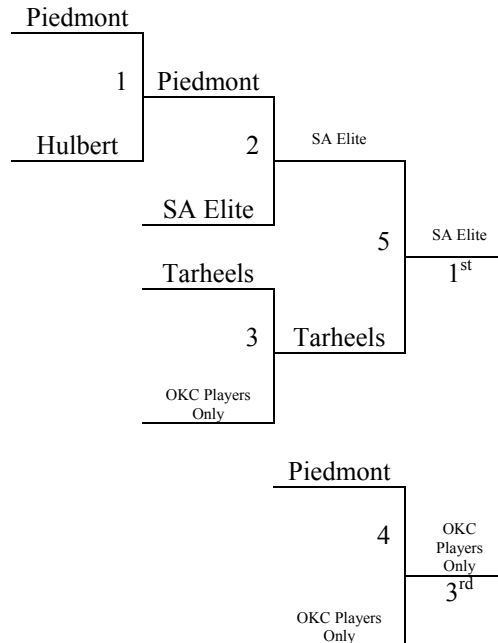 Piedmont
1
Piedmont
Hulbert
2
SA Elite
SA Elite
5
SA Elite
1st
Tarheels
3
Tarheels
OKC Players
Only
Piedmont
4
OKC
Players
Only
3rd
OKC Players
Only